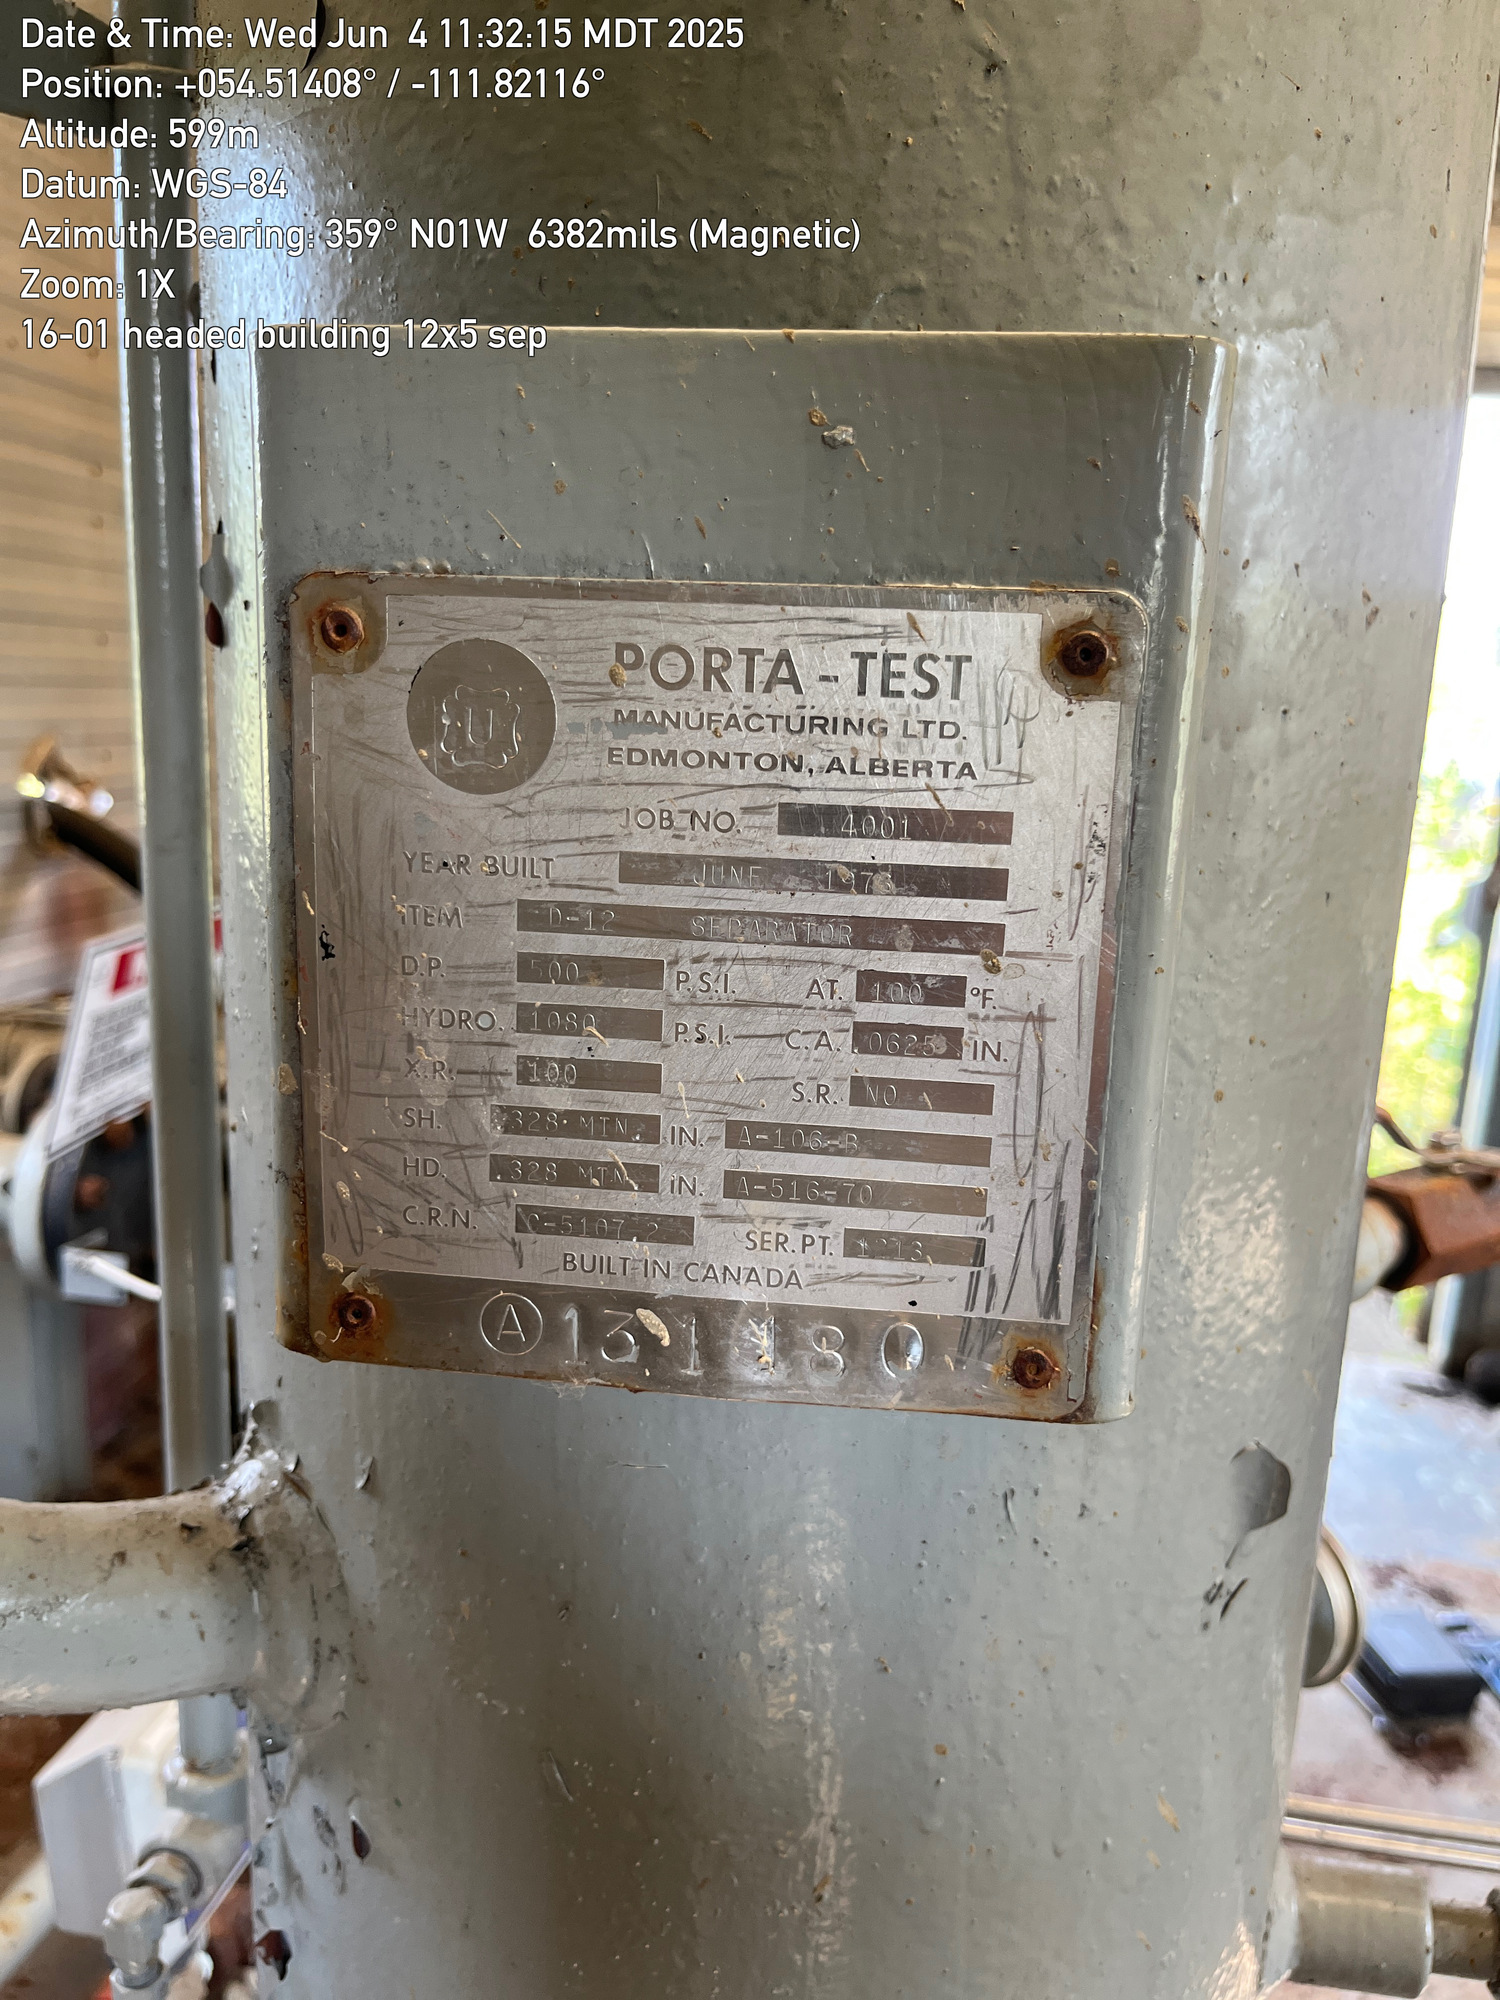 Date & Time: Wed Jun  4 11:32:15 MDT 2025
Position: +054.51408° / -111.82116°
Altitude: 599m
Datum: WGS-84
Azimuth/Bearing: 359° N01W  6382mils (Magnetic)
Zoom: 1X
16-01 headed building 12x5 sep
U
PORTA-TEST
MANUFACTURING LTD.
EDMONTON, ALBERTA
JOB NO. 4001
YEAR BUILT JUNE
ITEM D-12 SEPARATOR
D.P. 500 P.S.I. AT. 100 °F.
HYDRO. 1080 P.S.I. C.A. .0625 IN.
X.R. 100 S.R. NO
SH. .328 MIN. IN. A-106-B
HD. .328 MIN. IN. A-516-70
C.R.N. SER. PT.
BUILT IN CANADA
A 131180